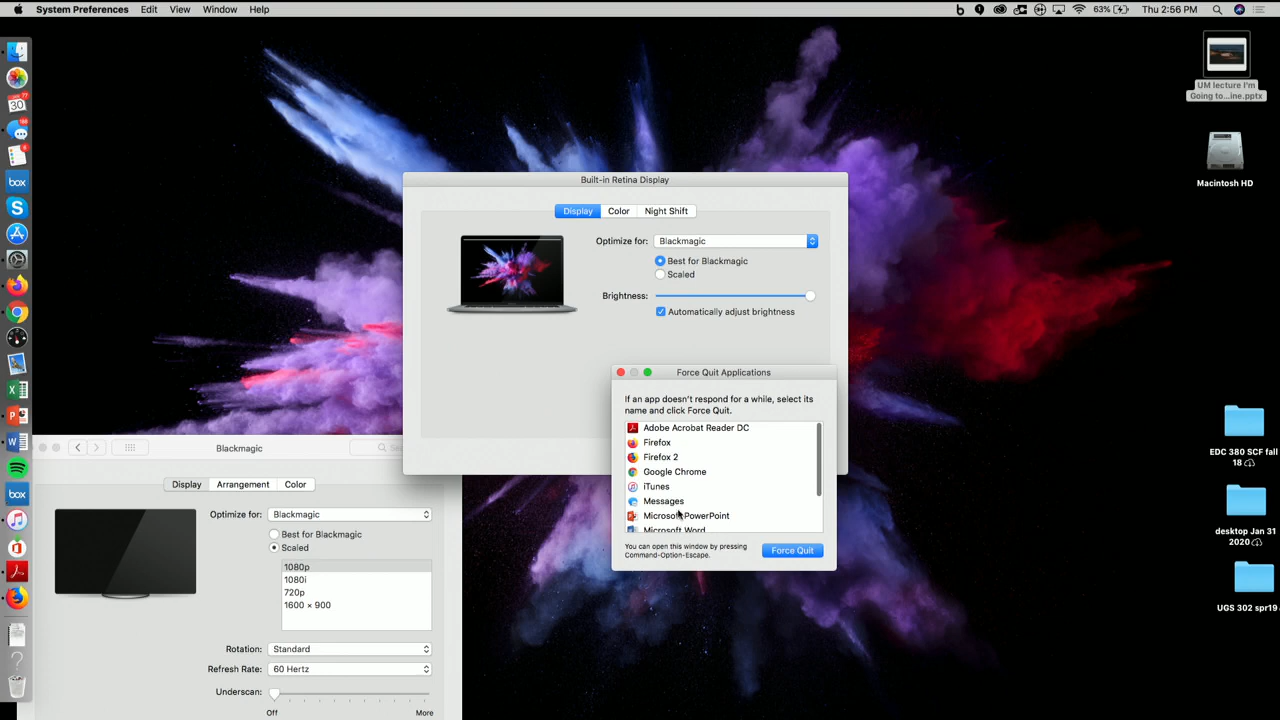 System Preferences Edit View Window Help
63% Thu 2:56 PM
30
box
box
UM lecture I'm
Going to...ine.pptx
Macintosh HD
EDC 380 SCF fall
18
desktop Jan 31
2020
UGS 302 spr19
Built-in Retina Display
Display Color Night Shift
Optimize for: Blackmagic
Best for Blackmagic
Scaled
Brightness:
Automatically adjust brightness
Force Quit Applications
If an app doesn't respond for a while, select its
name and click Force Quit.
Adobe Acrobat Reader DC
Firefox
Firefox 2
Google Chrome
iTunes
Messages
Microsoft PowerPoint
Microsoft Word
You can open this window by pressing
Command-Option-Escape.
Force Quit
Blackmagic
Display Arrangement Color
Optimize for: Blackmagic
Best for Blackmagic
Scaled
1080p
1080i
720p
1600 × 900
Rotation: Standard
Refresh Rate: 60 Hertz
Underscan:
Off More